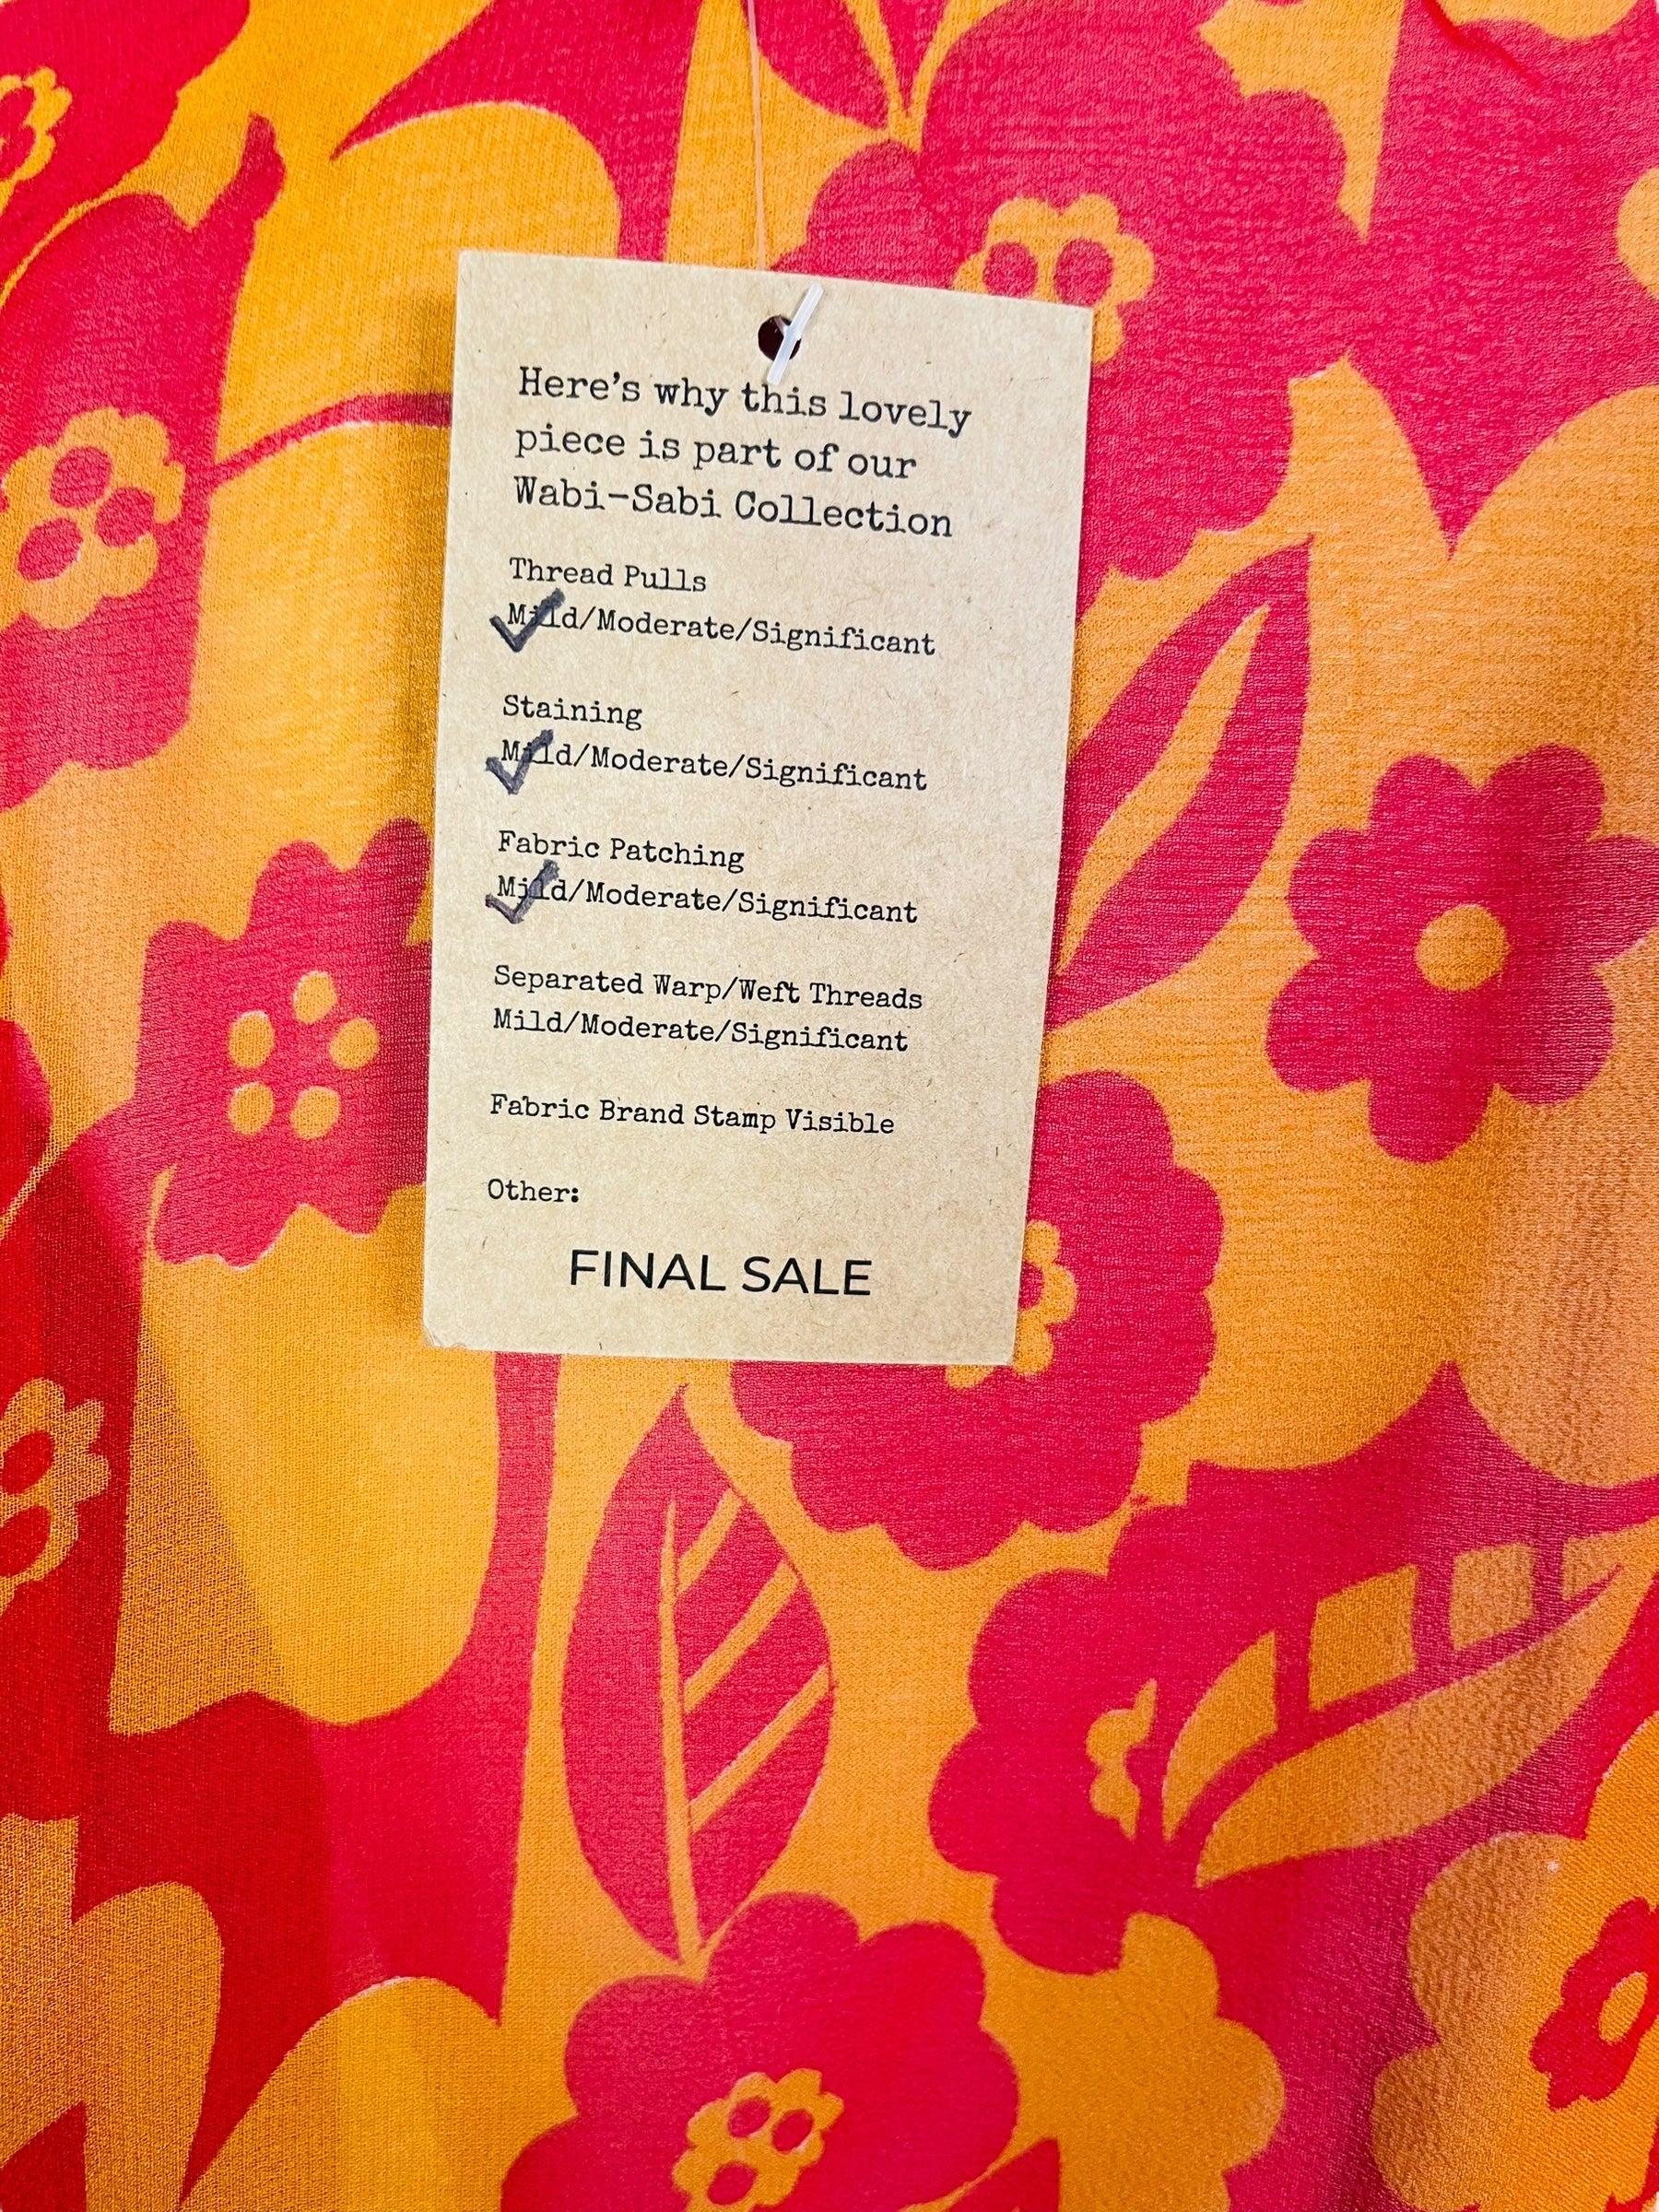 Here's why this lovely
piece is part of our
Wabi-Sabi Collection
Thread Pulls
Mild/Moderate/Significant
Staining
Mild/Moderate/Significant
Fabric Patching
Mild/Moderate/Significant
Separated Warp/Weft Threads
Mild/Moderate/Significant
Fabric Brand Stamp Visible
Other:
FINAL SALE